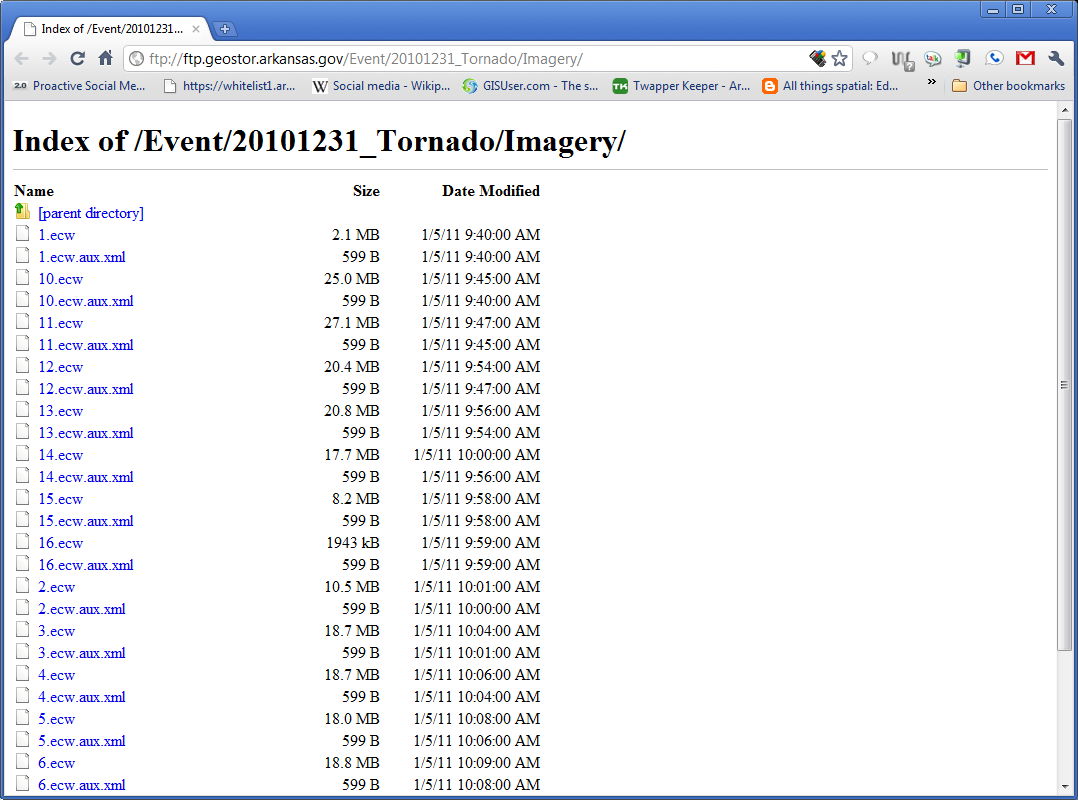 Index of /Event/20101231...
ftp://ftp.geostor.arkansas.gov/Event/20101231_Tornado/Imagery/
2.0 Proactive Social Me... https://whitelist1.ar... W Social media - Wikip... GISUser.com - The s... TK Twapper Keeper - Ar... All things spatial: Ed... » Other bookmarks
Index of /Event/20101231_Tornado/Imagery/
Name Size Date Modified
[parent directory]
1.ecw 2.1 MB 1/5/11 9:40:00 AM
1.ecw.aux.xml 599 B 1/5/11 9:40:00 AM
10.ecw 25.0 MB 1/5/11 9:45:00 AM
10.ecw.aux.xml 599 B 1/5/11 9:40:00 AM
11.ecw 27.1 MB 1/5/11 9:47:00 AM
11.ecw.aux.xml 599 B 1/5/11 9:45:00 AM
12.ecw 20.4 MB 1/5/11 9:54:00 AM
12.ecw.aux.xml 599 B 1/5/11 9:47:00 AM
13.ecw 20.8 MB 1/5/11 9:56:00 AM
13.ecw.aux.xml 599 B 1/5/11 9:54:00 AM
14.ecw 17.7 MB 1/5/11 10:00:00 AM
14.ecw.aux.xml 599 B 1/5/11 9:56:00 AM
15.ecw 8.2 MB 1/5/11 9:58:00 AM
15.ecw.aux.xml 599 B 1/5/11 9:58:00 AM
16.ecw 1943 kB 1/5/11 9:59:00 AM
16.ecw.aux.xml 599 B 1/5/11 9:59:00 AM
2.ecw 10.5 MB 1/5/11 10:01:00 AM
2.ecw.aux.xml 599 B 1/5/11 10:00:00 AM
3.ecw 18.7 MB 1/5/11 10:04:00 AM
3.ecw.aux.xml 599 B 1/5/11 10:01:00 AM
4.ecw 18.7 MB 1/5/11 10:06:00 AM
4.ecw.aux.xml 599 B 1/5/11 10:04:00 AM
5.ecw 18.0 MB 1/5/11 10:08:00 AM
5.ecw.aux.xml 599 B 1/5/11 10:06:00 AM
6.ecw 18.8 MB 1/5/11 10:09:00 AM
6.ecw.aux.xml 599 B 1/5/11 10:08:00 AM